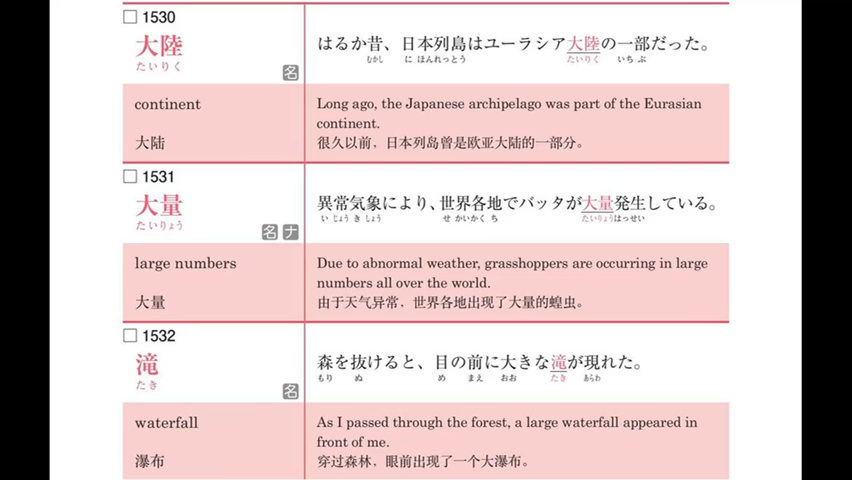 1530
大陸
たいりく
名
はるか昔、日本列島はユーラシア大陸の一部だった。
むかし にほんれっとう たいりく いちぶ
continent
大陆
Long ago, the Japanese archipelago was part of the Eurasian
continent.
很久以前，日本列岛曾是欧亚大陆的一部分。
1531
大量
たいりょう
名 ナ
異常気象により、世界各地でバッタが大量発生している。
いじょうきしょう せかいかくち たいりょうはっせい
large numbers
大量
Due to abnormal weather, grasshoppers are occurring in large
numbers all over the world.
由于天气异常，世界各地出现了大量的蝗虫。
1532
滝
たき
名
森を抜けると、目の前に大きな滝が現れた。
もり ぬ め まえ おお たき あらわ
waterfall
瀑布
As I passed through the forest, a large waterfall appeared in
front of me.
穿过森林，眼前出现了一个大瀑布。